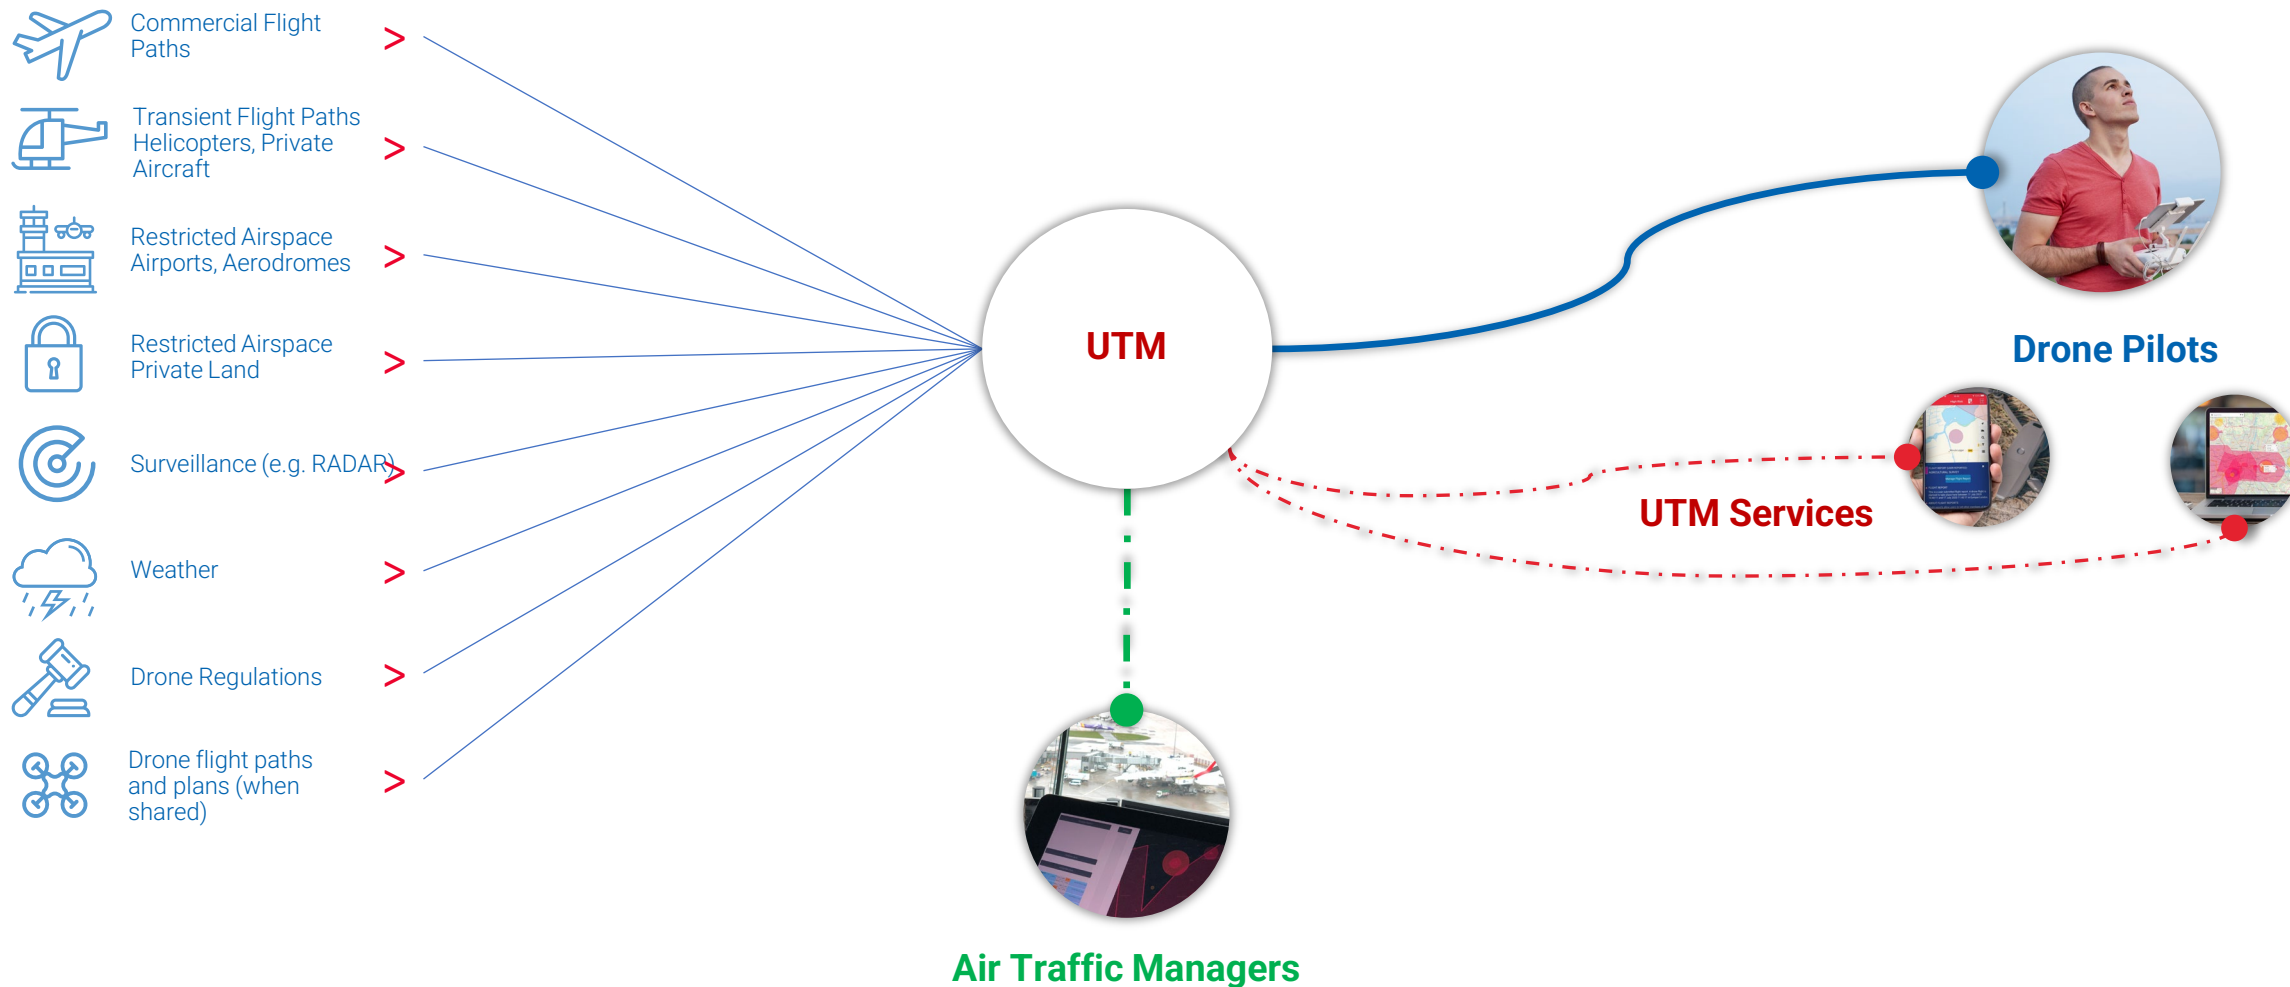 Commercial Flight
Paths
>
Transient Flight Paths
Helicopters, Private
Aircraft
>
Restricted Airspace
Airports, Aerodromes
>
Restricted Airspace
Private Land
>
Surveillance (e.g. RADAR)
>
Weather
>
Drone Regulations
>
Drone flight paths
and plans (when
shared)
>
UTM
Drone Pilots
UTM Services
Air Traffic Managers